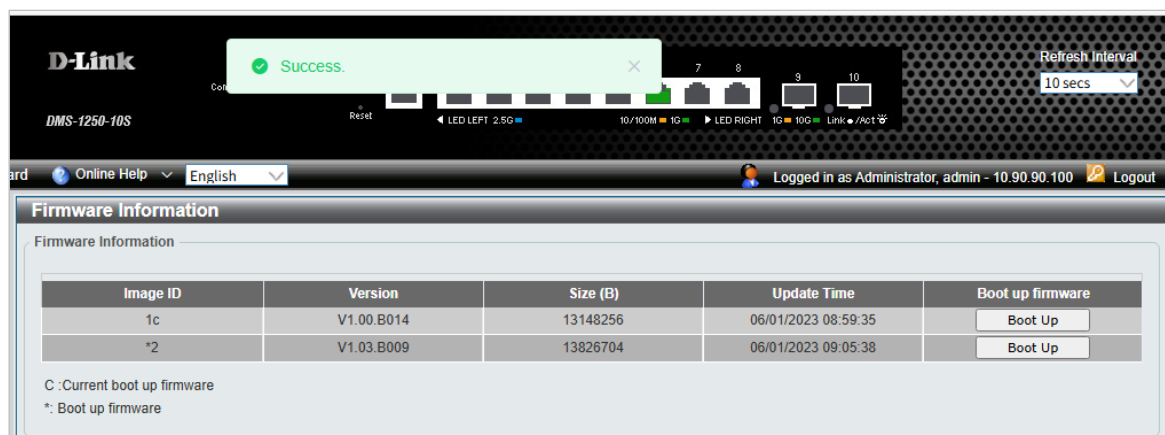 D-Link
Success.
7 8
9 10
Refresh Interval
10 secs
DMS-1250-10S
Reset
◀ LED LEFT 2.5G
10/100M 1G ▶ LED RIGHT 1G 10G Link /Act
Online Help English Logged in as Administrator, admin - 10.90.90.100 Logout
Firmware Information
Firmware Information
Image ID Version Size (B) Update Time Boot up firmware
1c V1.00.B014 13148256 06/01/2023 08:59:35 Boot Up
*2 V1.03.B009 13826704 06/01/2023 09:05:38 Boot Up
C :Current boot up firmware
*: Boot up firmware